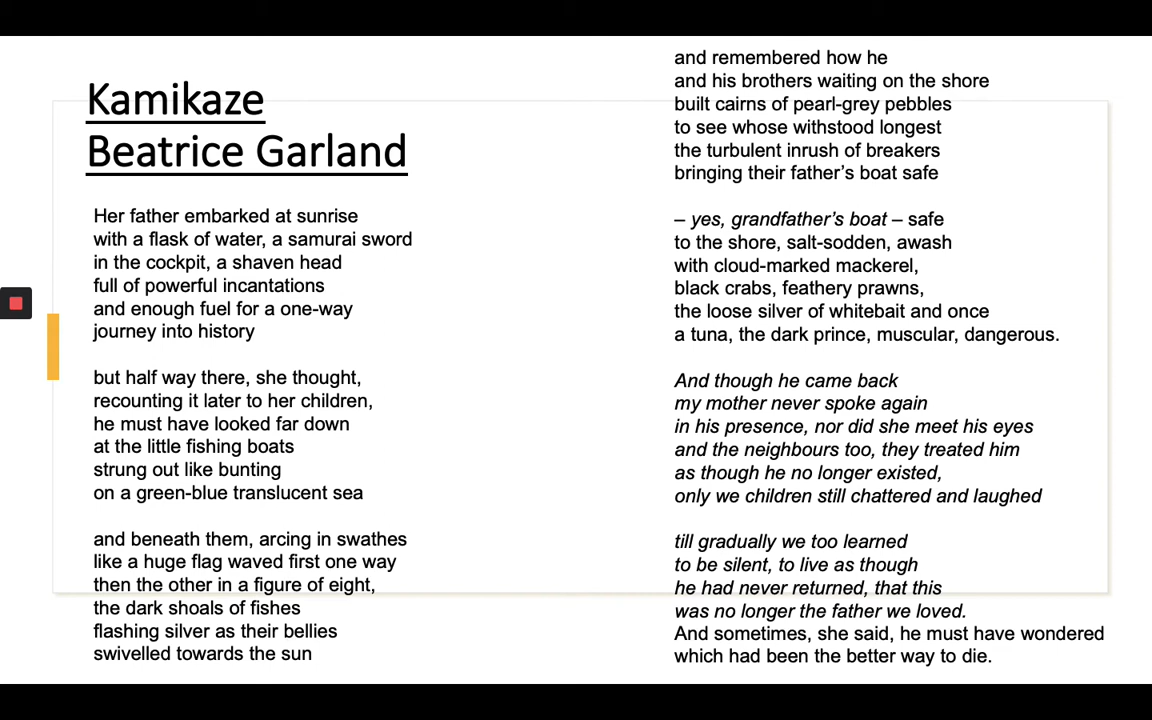 Kamikaze
Beatrice Garland
Her father embarked at sunrise
with a flask of water, a samurai sword
in the cockpit, a shaven head
full of powerful incantations
and enough fuel for a one-way
journey into history
but half way there, she thought,
recounting it later to her children,
he must have looked far down
at the little fishing boats
strung out like bunting
on a green-blue translucent sea
and beneath them, arcing in swathes
like a huge flag waved first one way
then the other in a figure of eight,
the dark shoals of fishes
flashing silver as their bellies
swivelled towards the sun
and remembered how he
and his brothers waiting on the shore
built cairns of pearl-grey pebbles
to see whose withstood longest
the turbulent inrush of breakers
bringing their father’s boat safe
– yes, grandfather’s boat – safe
to the shore, salt-sodden, awash
with cloud-marked mackerel,
black crabs, feathery prawns,
the loose silver of whitebait and once
a tuna, the dark prince, muscular, dangerous.
And though he came back
my mother never spoke again
in his presence, nor did she meet his eyes
and the neighbours too, they treated him
as though he no longer existed,
only we children still chattered and laughed
till gradually we too learned
to be silent, to live as though
he had never returned, that this
was no longer the father we loved.
And sometimes, she said, he must have wondered
which had been the better way to die.